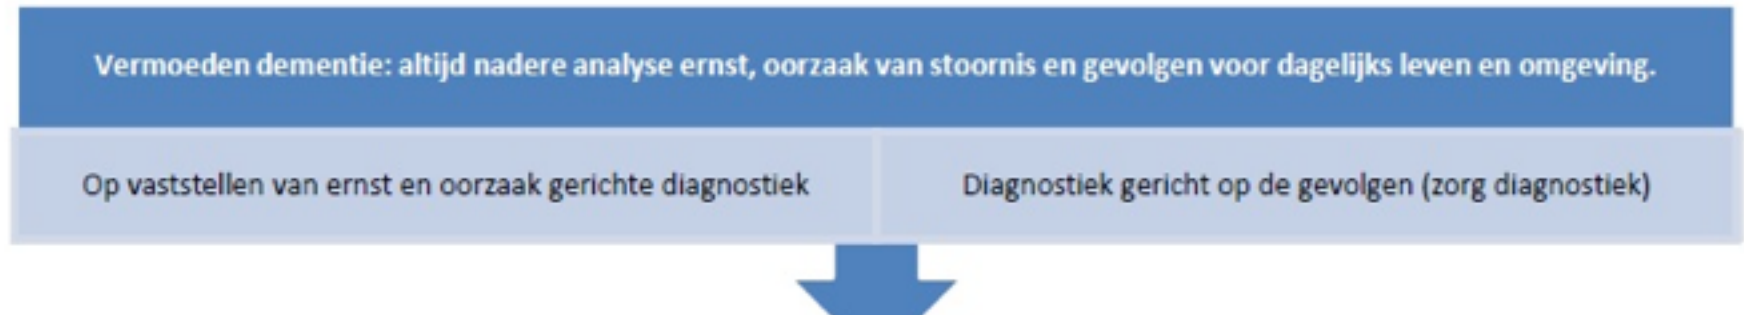 Vermoeden dementie: altijd nadere analyse ernst, oorzaak van stoornis en gevolgen voor dagelijks leven en omgeving.
Op vaststellen van ernst en oorzaak gerichte diagnostiek
Diagnostiek gericht op de gevolgen (zorg diagnostiek)